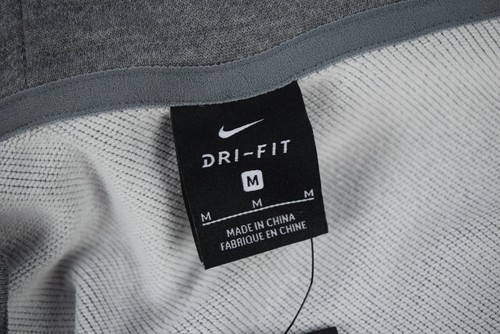 DRI-FIT
M
M M M
MADE IN CHINA
FABRIQUE EN CHINE